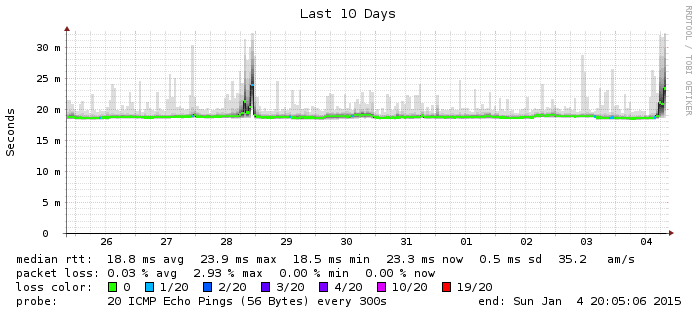 Last 10 Days
RRDTOOL / TOBI OETIKER
Seconds
30 m
25 m
20 m
15 m
10 m
5 m
0
26 27 28 29 30 31 01 02 03 04
median rtt: 18.8 ms avg 23.9 ms max 18.5 ms min 23.3 ms now 0.5 ms sd 35.2 am/s
packet loss: 0.03 % avg 2.93 % max 0.00 % min 0.00 % now
loss color: 0 1/20 2/20 3/20 4/20 10/20 19/20
probe: 20 ICMP Echo Pings (56 Bytes) every 300s end: Sun Jan 4 20:05:06 2015